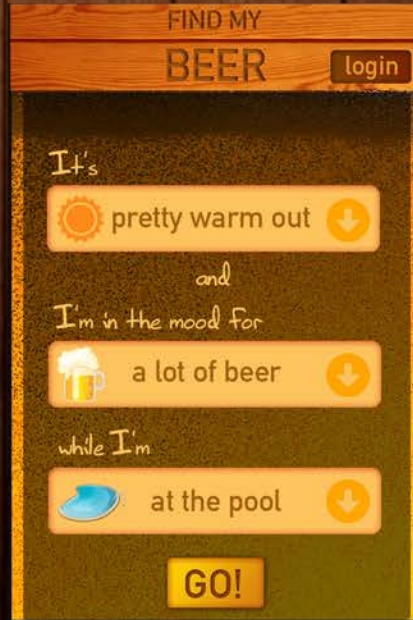 FIND MY
BEER
login
It's
pretty warm out
and
I'm in the mood for
a lot of beer
while I'm
at the pool
GO!